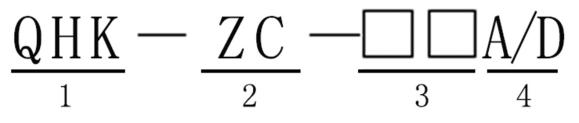 QHK — ZC — □□A/D
1 2 3 4